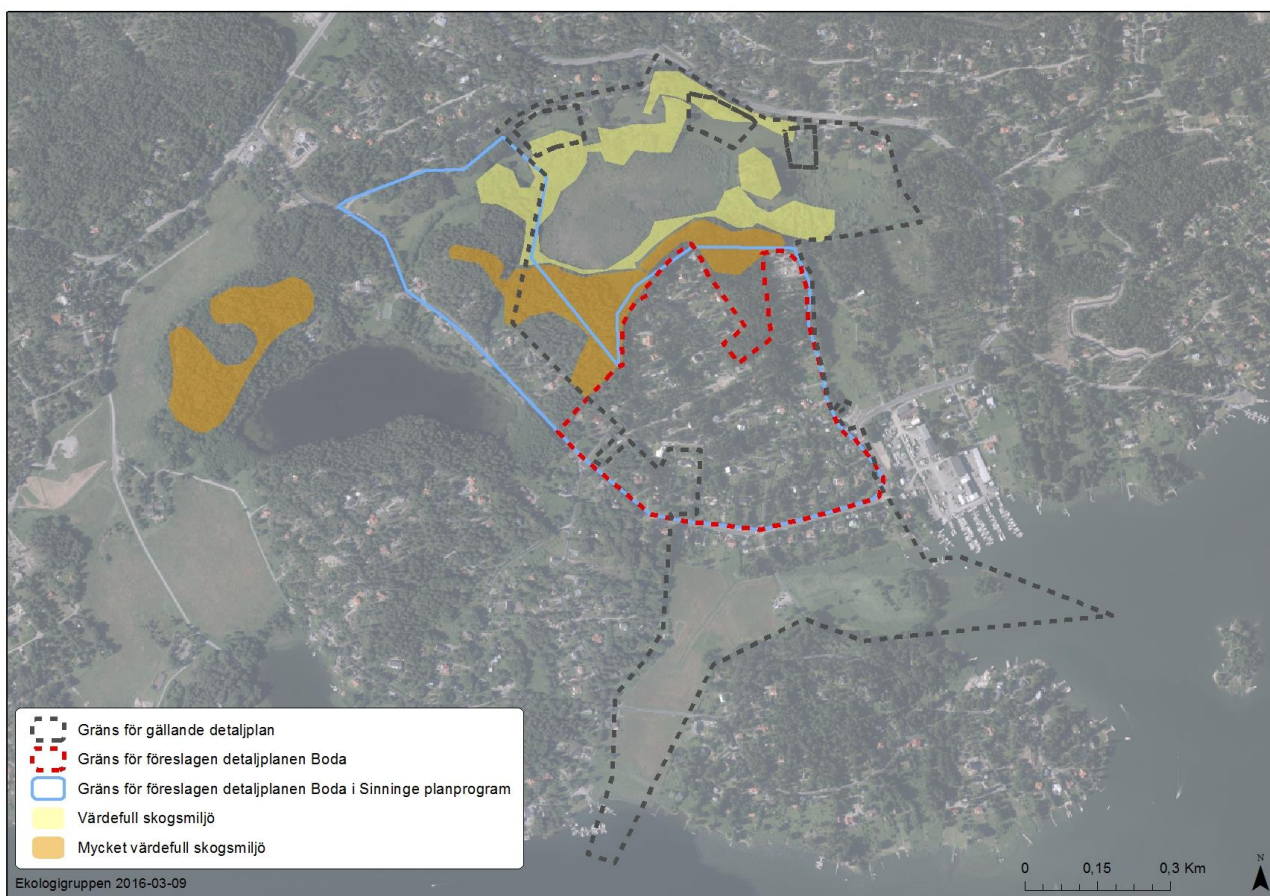 Gräns för gällande detaljplan
Gräns för föreslagen detaljplanen Boda
Gräns för föreslagen detaljplanen Boda i Sinninge planprogram
Värdefull skogsmiljö
Mycket värdefull skogsmiljö
Ekologigruppen 2016-03-09
0 0,15 0,3 Km
N